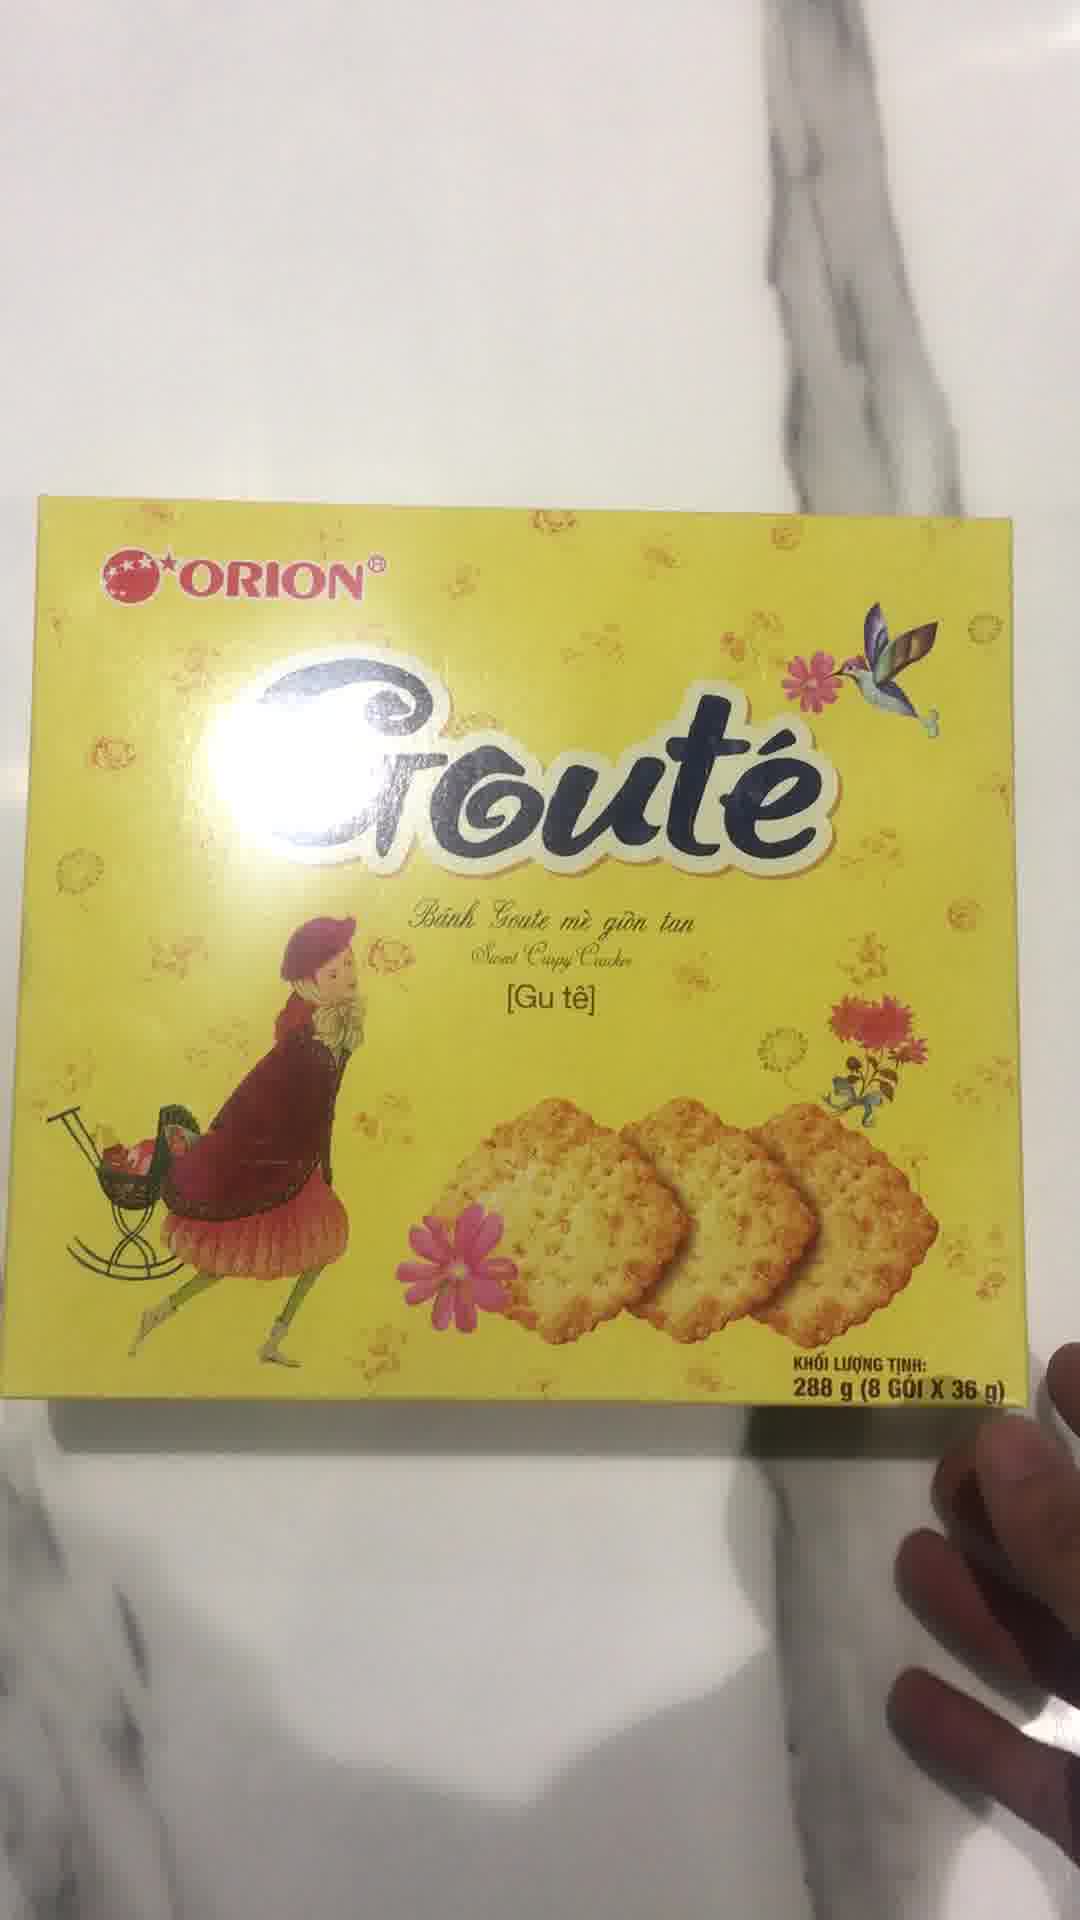 ORION®
Gouté
Bánh Goute mè giòn tan
Sweet Crispy Cracker
[Gu tê]
KHỐI LƯỢNG TỊNH:
288 g (8 GÓI X 36 g)